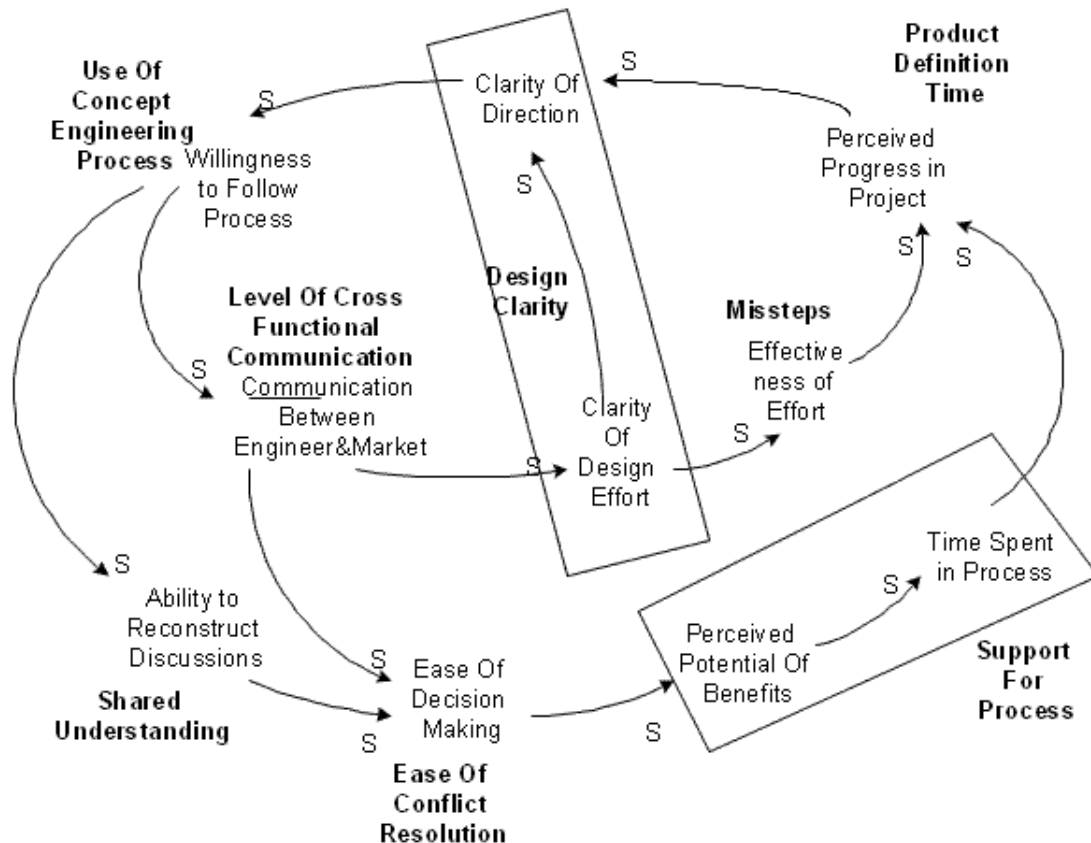 Use Of
Concept
Engineering
Process
Willingness
to Follow
Process
S
Clarity Of
Direction
S
Product
Definition
Time
Perceived
Progress in
Project
S
S
S
Design
Clarity
Level Of Cross
Functional
Communication
Communication
Between
Engineer&Market
S
Missteps
Effective
ness of
Effort
S
Clarity
Of
Design
Effort
S
Time Spent
in Process
S
Ability to
Reconstruct
Discussions
S
Shared
Understanding
Ease Of
Decision
Making
S
S
Ease Of
Conflict
Resolution
Perceived
Potential Of
Benefits
S
S
Support
For
Process